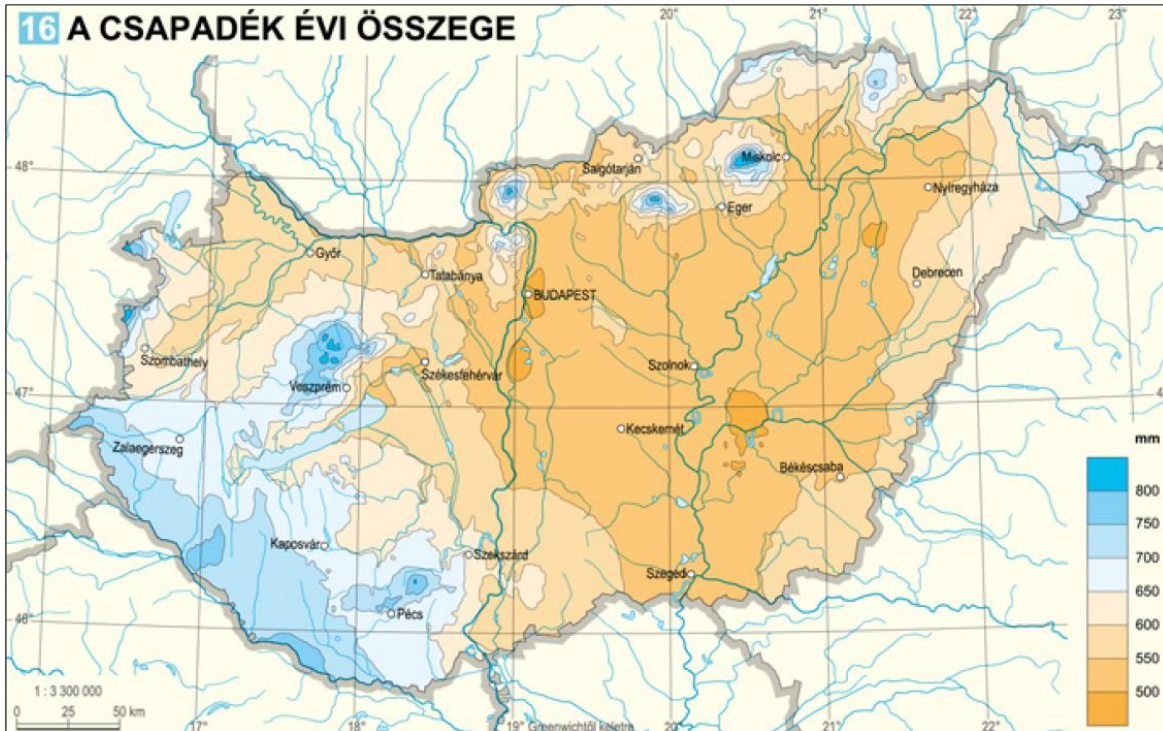 16 A CSAPADÉK ÉVI ÖSSZEGE
20° 21° 22° 23°
48°
Salgótarján
Miskolc
Nyíregyháza
Eger
Győr
Tatabánya
Debrecen
BUDAPEST
Szombathely
Székesfehérvár
Szolnok
Veszprém
47°
Kecskemét
Zalaegerszeg
Békéscsaba
Kaposvár
Szekszárd
Szeged
Pécs
46°
mm
800
750
700
650
600
550
500
1 : 3 300 000
0 25 50 km
17° 18° 19° Greenwichtől keletre 20° 21° 22°